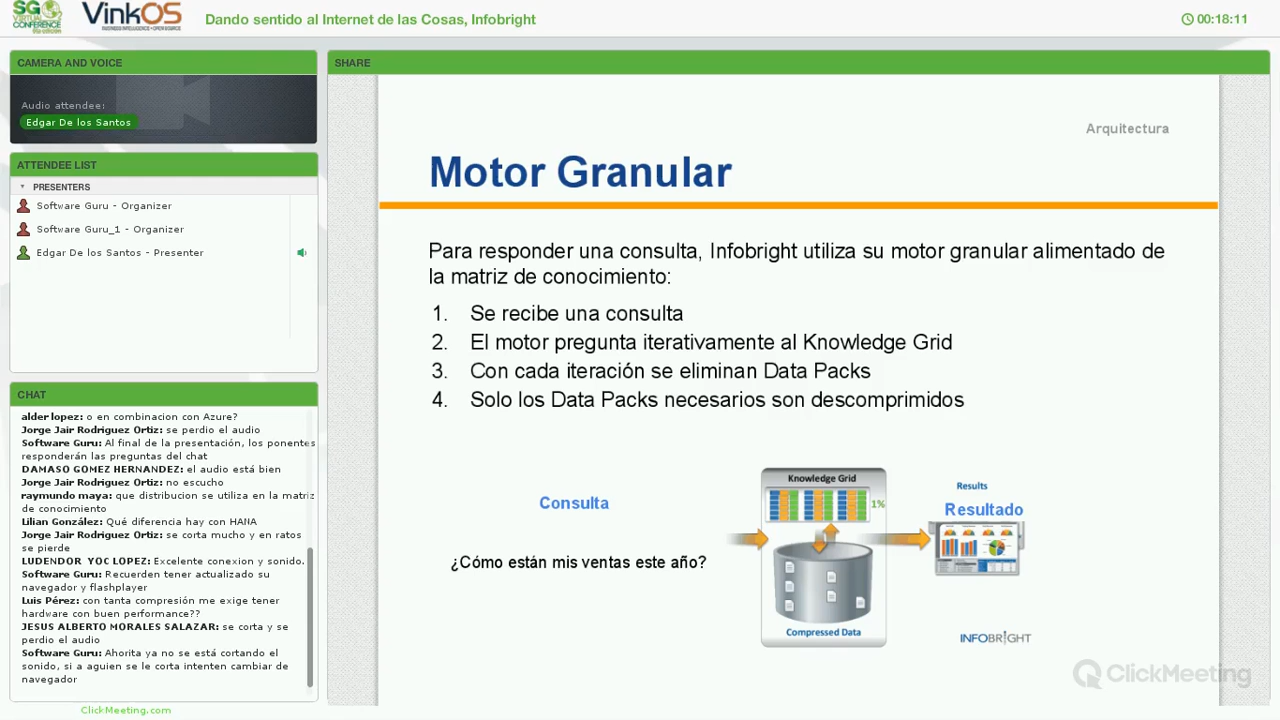 SG
VIRTUAL
CONFERENCE
VinkOS
Dando sentido al Internet de las Cosas, Infobright
00:18:11
CAMERA AND VOICE
Audio attendee:
Edgar De los Santos
ATTENDEE LIST
PRESENTERS
Software Guru - Organizer
Software Guru_1 - Organizer
Edgar De los Santos - Presenter
CHAT
alder lopez: o en combinacion con Azure?
Jorge Jair Rodriguez Ortiz: se perdio el audio
Software Guru: Al final de la presentación, los ponentes
responderán las preguntas del chat
DAMASO GOMEZ HERNANDEZ: el audio está bien
Jorge Jair Rodriguez Ortiz: no escucho
raymundo maya: que distribucion se utiliza en la matriz
de conocimiento
Lilian González: Qué diferencia hay con HANA
Jorge Jair Rodriguez Ortiz: se corta mucho y en ratos
se pierde
LUDENDOR YOC LOPEZ: Excelente conexion y sonido.
Software Guru: Recuerden tener actualizado su
navegador y flashplayer
Luis Pérez: con tanta compresión me exige tener
hardware con buen performance??
JESUS ALBERTO MORALES SALAZAR: se corta y se
perdio el audio
Software Guru: Ahorita ya no se está cortando el
sonido, si a aguien se le corta intenten cambiar de
navegador
ClickMeeting.com
SHARE
Arquitectura
Motor Granular
Para responder una consulta, Infobright utiliza su motor granular alimentado de
la matriz de conocimiento:
1. Se recibe una consulta
2. El motor pregunta iterativamente al Knowledge Grid
3. Con cada iteración se eliminan Data Packs
4. Solo los Data Packs necesarios son descomprimidos
Consulta
¿Cómo están mis ventas este año?
Knowledge Grid
1%
Compressed Data
Results
Resultado
INFOBRIGHT
ClickMeeting